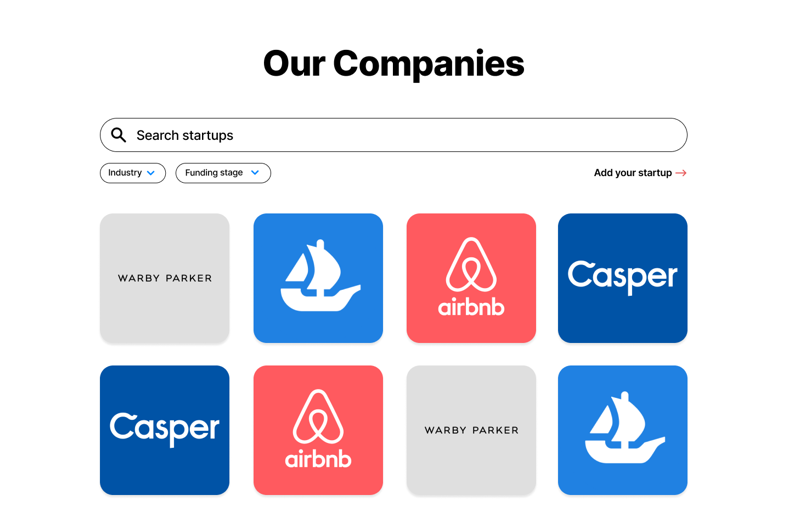 Our Companies
Search startups
Industry
Funding stage
Add your startup
WARBY PARKER
airbnb
Casper
Casper
airbnb
WARBY PARKER